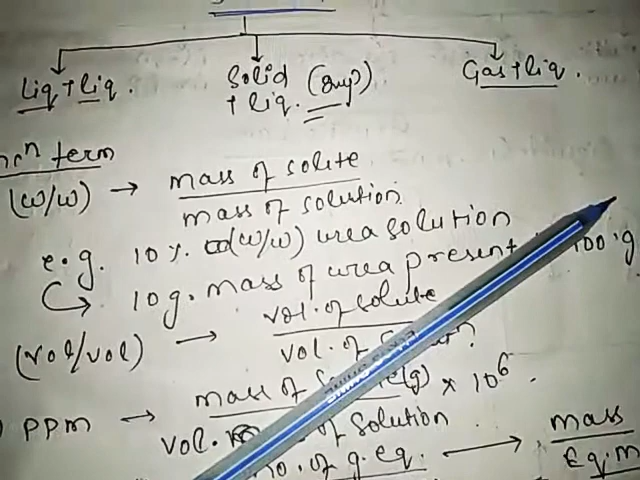 Liq + Liq. Solid + Liq. (Sugr) Gas + Liq.
term
(w/w) → mass of solute / mass of solution
e.g. 10 %. (w/w) urea solution
↳ 10 g. mass of urea present 100 g
(vol/vol) → vol. of solute / vol. of
PPM → mass of (g) / vol. of solution × 10⁶.
no. of g. eq. → mass / Eq. m